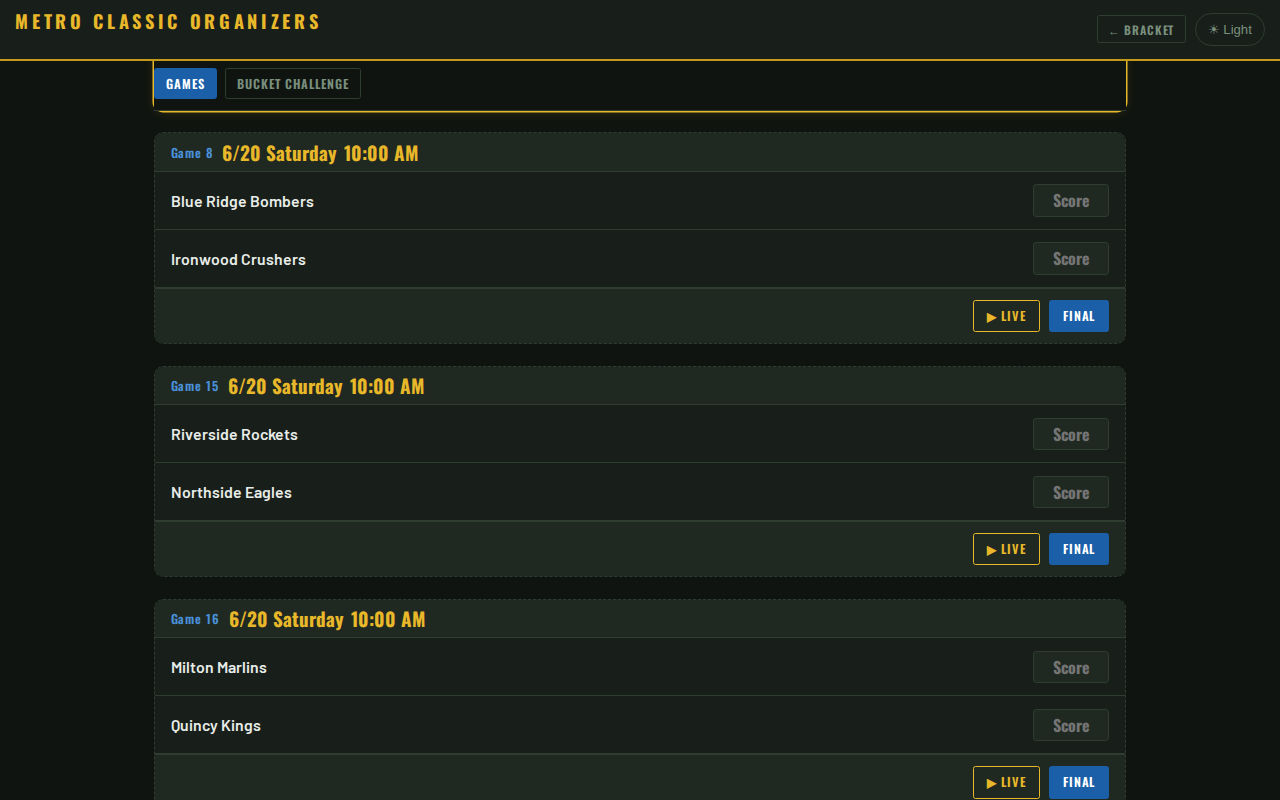 METRO CLASSIC ORGANIZERS
← BRACKET
☀ Light
GAMES
BUCKET CHALLENGE
Game 8 6/20 Saturday 10:00 AM
Blue Ridge Bombers Score
Ironwood Crushers Score
▶ LIVE FINAL
Game 15 6/20 Saturday 10:00 AM
Riverside Rockets Score
Northside Eagles Score
▶ LIVE FINAL
Game 16 6/20 Saturday 10:00 AM
Milton Marlins Score
Quincy Kings Score
▶ LIVE FINAL